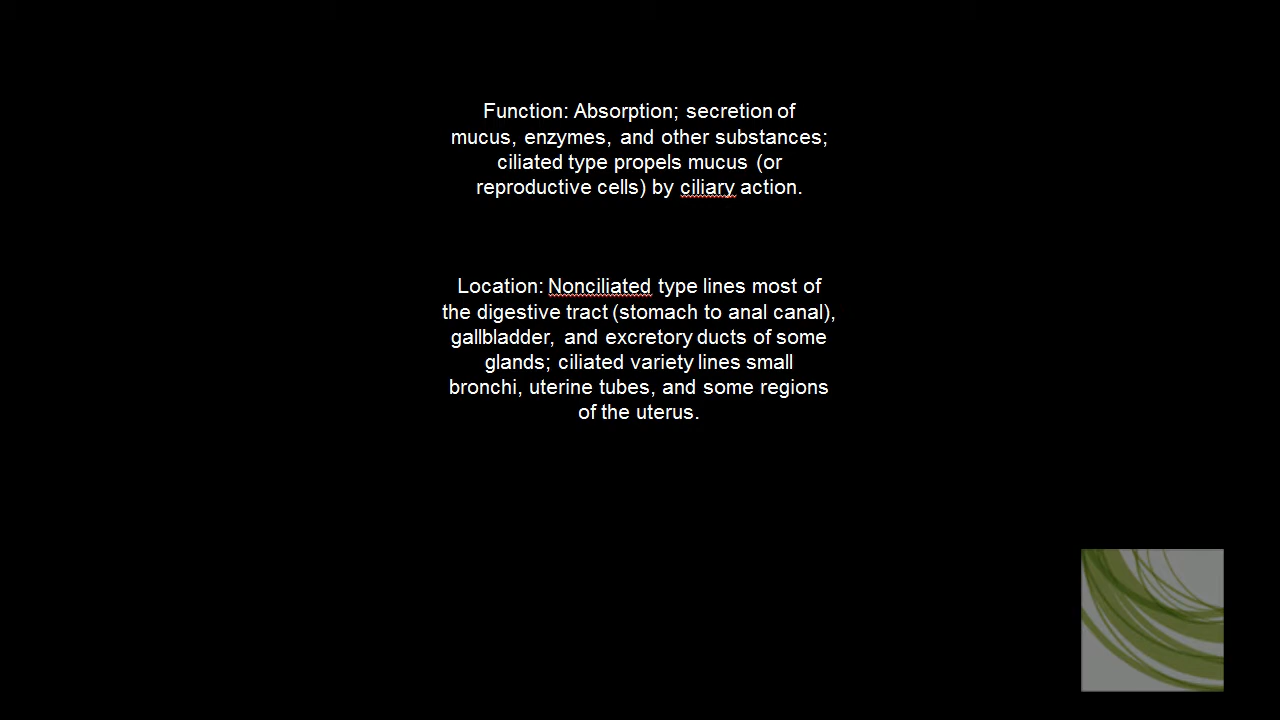 Function: Absorption; secretion of
mucus, enzymes, and other substances;
ciliated type propels mucus (or
reproductive cells) by ciliary action.
Location: Nonciliated type lines most of
the digestive tract (stomach to anal canal),
gallbladder, and excretory ducts of some
glands; ciliated variety lines small
bronchi, uterine tubes, and some regions
of the uterus.